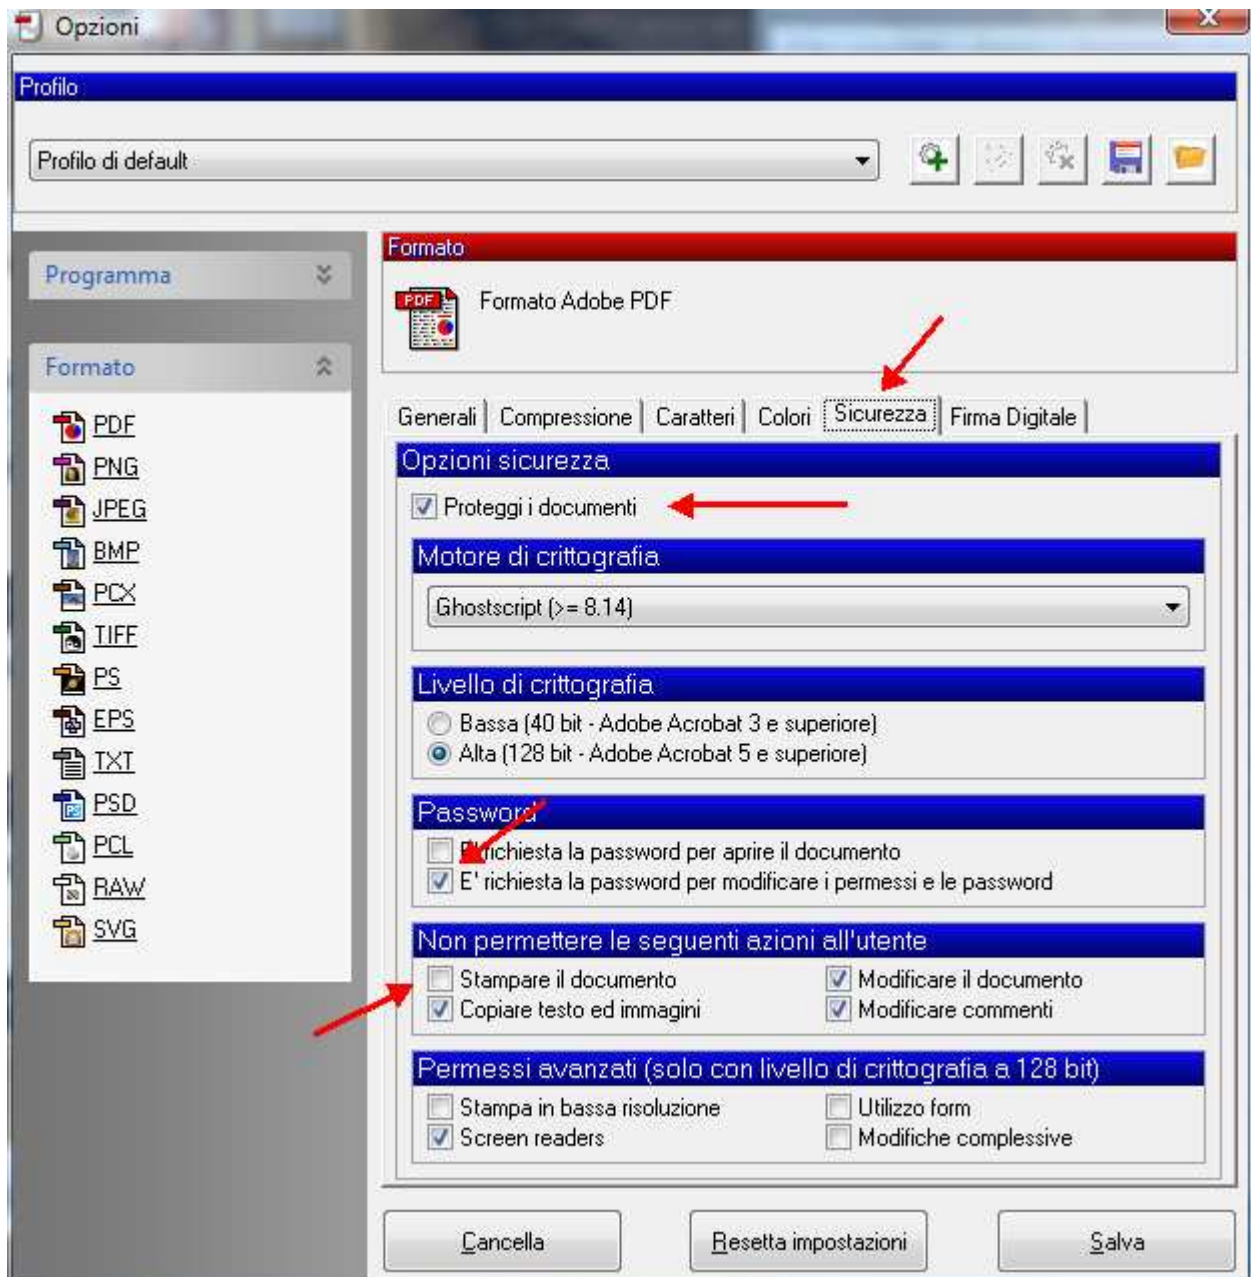 Opzioni
Profilo
Profilo di default
Programma
Formato
PDF
PNG
JPEG
BMP
PCX
TIFF
PS
EPS
TXT
PSD
PCL
RAW
SVG
Formato
PDF
Formato Adobe PDF
Generali
Compressione
Caratteri
Colori
Sicurezza
Firma Digitale
Opzioni sicurezza
Proteggi i documenti
Motore di crittografia
Ghostscript (>= 8.14)
Livello di crittografia
Bassa (40 bit - Adobe Acrobat 3 e superiore)
Alta (128 bit - Adobe Acrobat 5 e superiore)
Password
richiesta la password per aprire il documento
E' richiesta la password per modificare i permessi e le password
Non permettere le seguenti azioni all'utente
Stampare il documento
Modificare il documento
Copiare testo ed immagini
Modificare commenti
Permessi avanzati (solo con livello di crittografia a 128 bit)
Stampa in bassa risoluzione
Utilizzo form
Screen readers
Modifiche complessive
Cancella
Resetta impostazioni
Salva